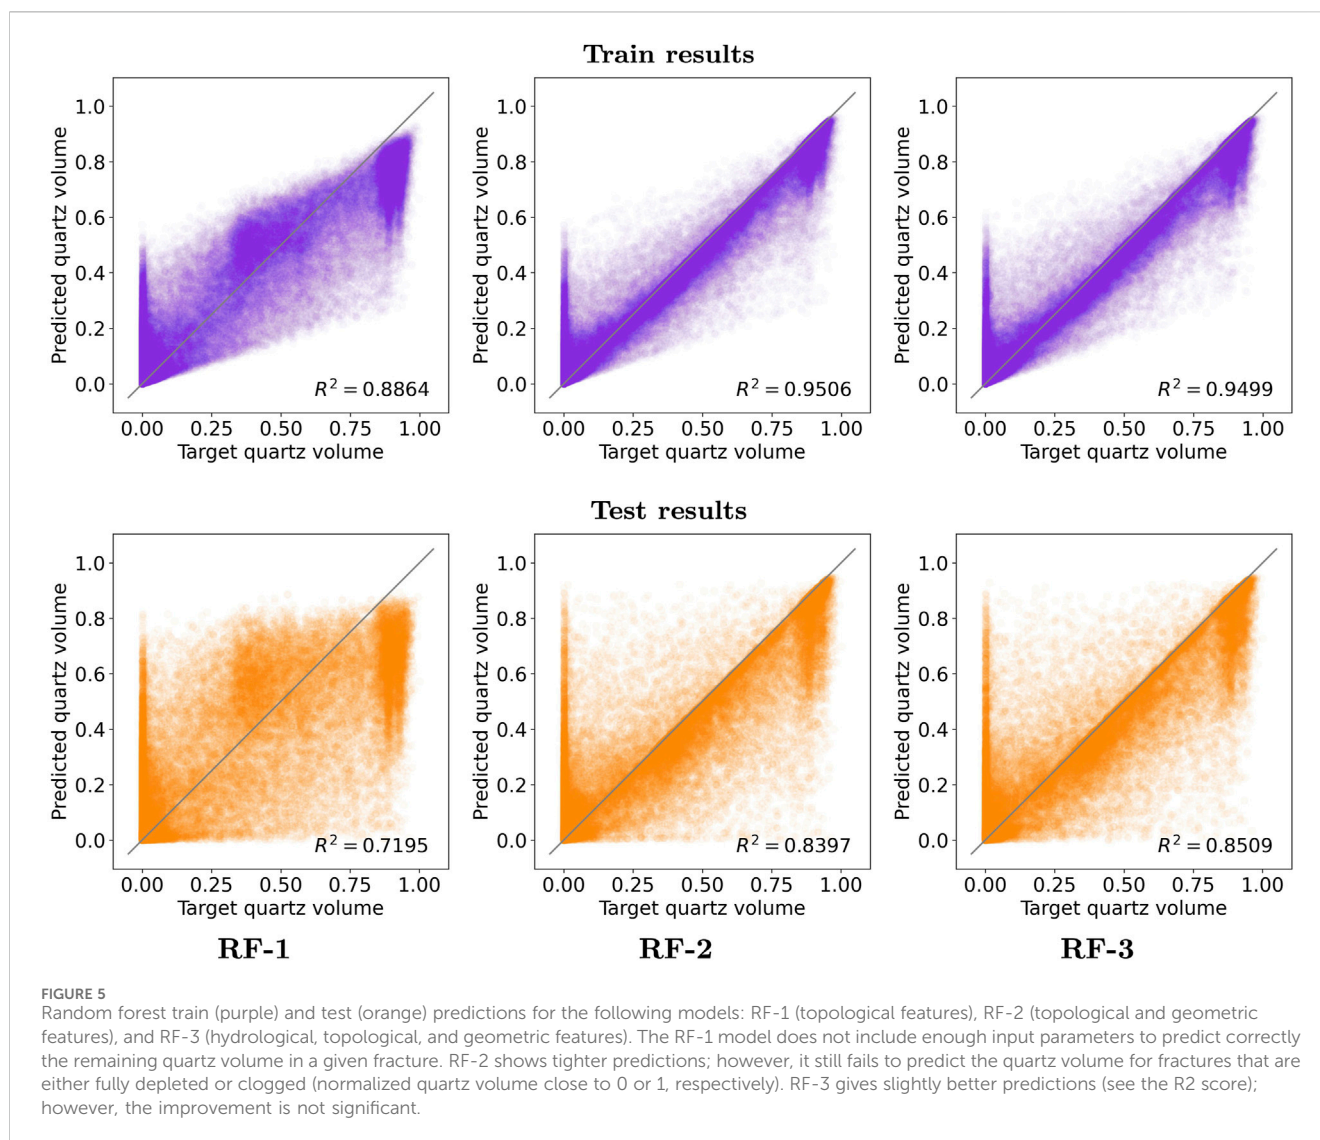 Train results
1.0
0.8
0.6
0.4
0.2
0.0
Predicted quartz volume
R² = 0.8864
0.00 0.25 0.50 0.75 1.00
Target quartz volume
1.0
0.8
0.6
0.4
0.2
0.0
Predicted quartz volume
R² = 0.9506
0.00 0.25 0.50 0.75 1.00
Target quartz volume
1.0
0.8
0.6
0.4
0.2
0.0
Predicted quartz volume
R² = 0.9499
0.00 0.25 0.50 0.75 1.00
Target quartz volume
Test results
1.0
0.8
0.6
0.4
0.2
0.0
Predicted quartz volume
R² = 0.7195
0.00 0.25 0.50 0.75 1.00
Target quartz volume
1.0
0.8
0.6
0.4
0.2
0.0
Predicted quartz volume
R² = 0.8397
0.00 0.25 0.50 0.75 1.00
Target quartz volume
1.0
0.8
0.6
0.4
0.2
0.0
Predicted quartz volume
R² = 0.8509
0.00 0.25 0.50 0.75 1.00
Target quartz volume
RF-1 RF-2 RF-3
FIGURE 5
Random forest train (purple) and test (orange) predictions for the following models: RF-1 (topological features), RF-2 (topological and geometric
features), and RF-3 (hydrological, topological, and geometric features). The RF-1 model does not include enough input parameters to predict correctly
the remaining quartz volume in a given fracture. RF-2 shows tighter predictions; however, it still fails to predict the quartz volume for fractures that are
either fully depleted or clogged (normalized quartz volume close to 0 or 1, respectively). RF-3 gives slightly better predictions (see the R2 score);
however, the improvement is not significant.